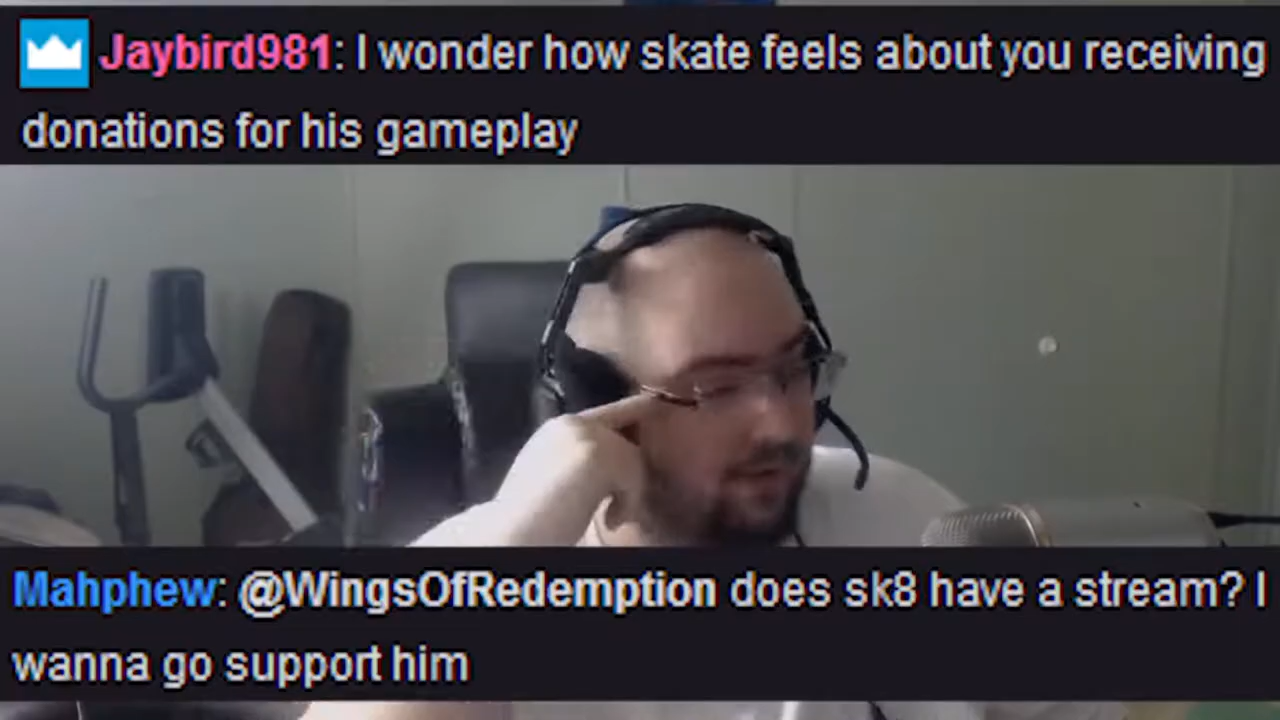 Jaybird981: I wonder how skate feels about you receiving
donations for his gameplay
Mahphew: @WingsOfRedemption does sk8 have a stream? I
wanna go support him